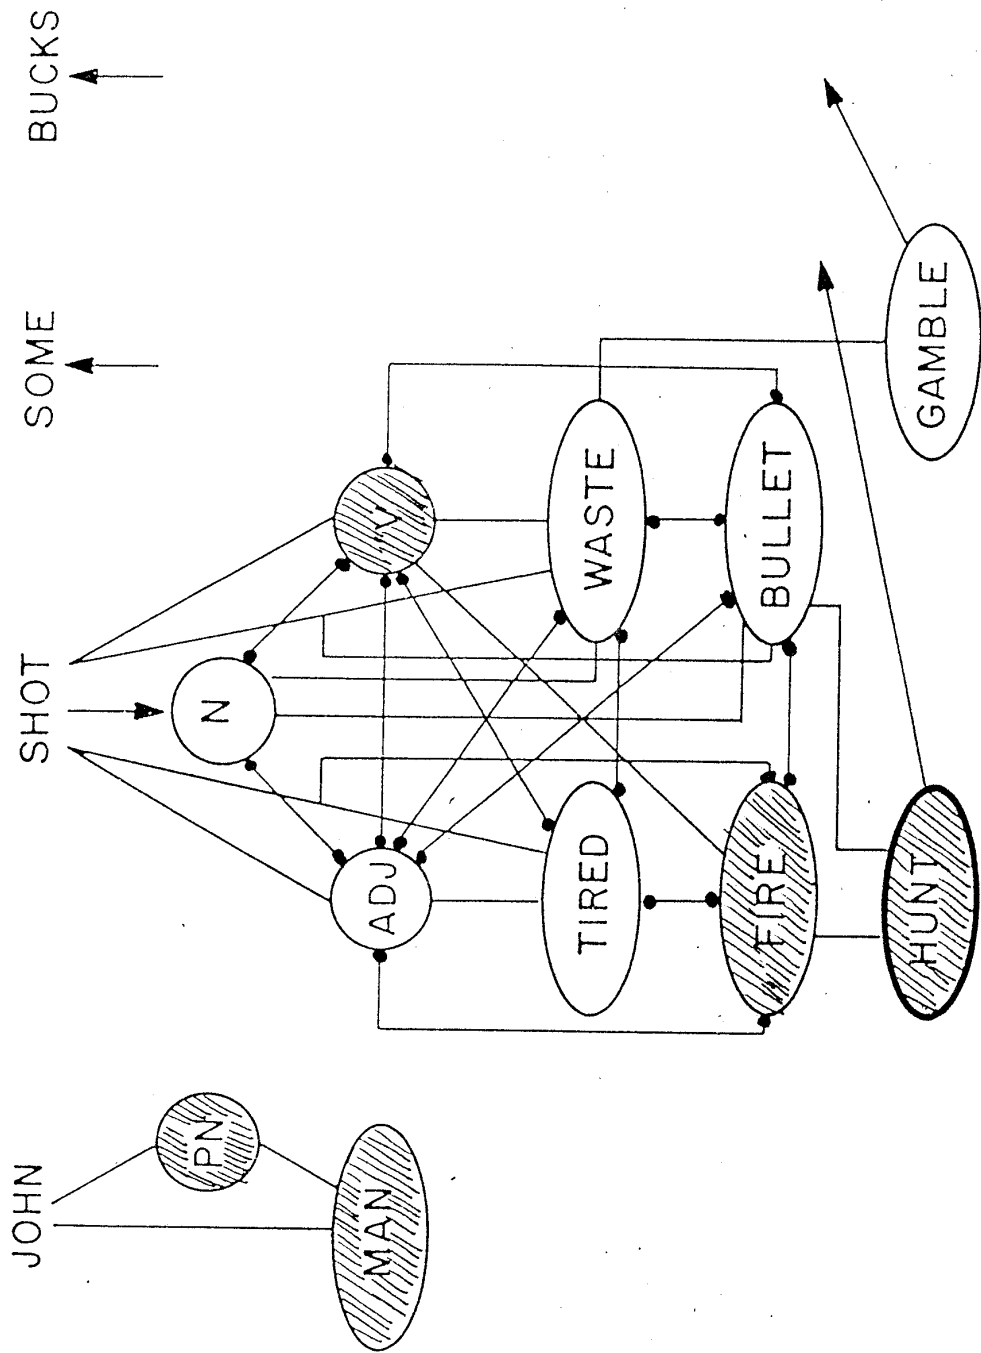 JOHN SHOT SOME BUCKS
PN
N
ADJ
V
MAN
TIRED
WASTE
FIRE
BULLET
HUNT
GAMBLE